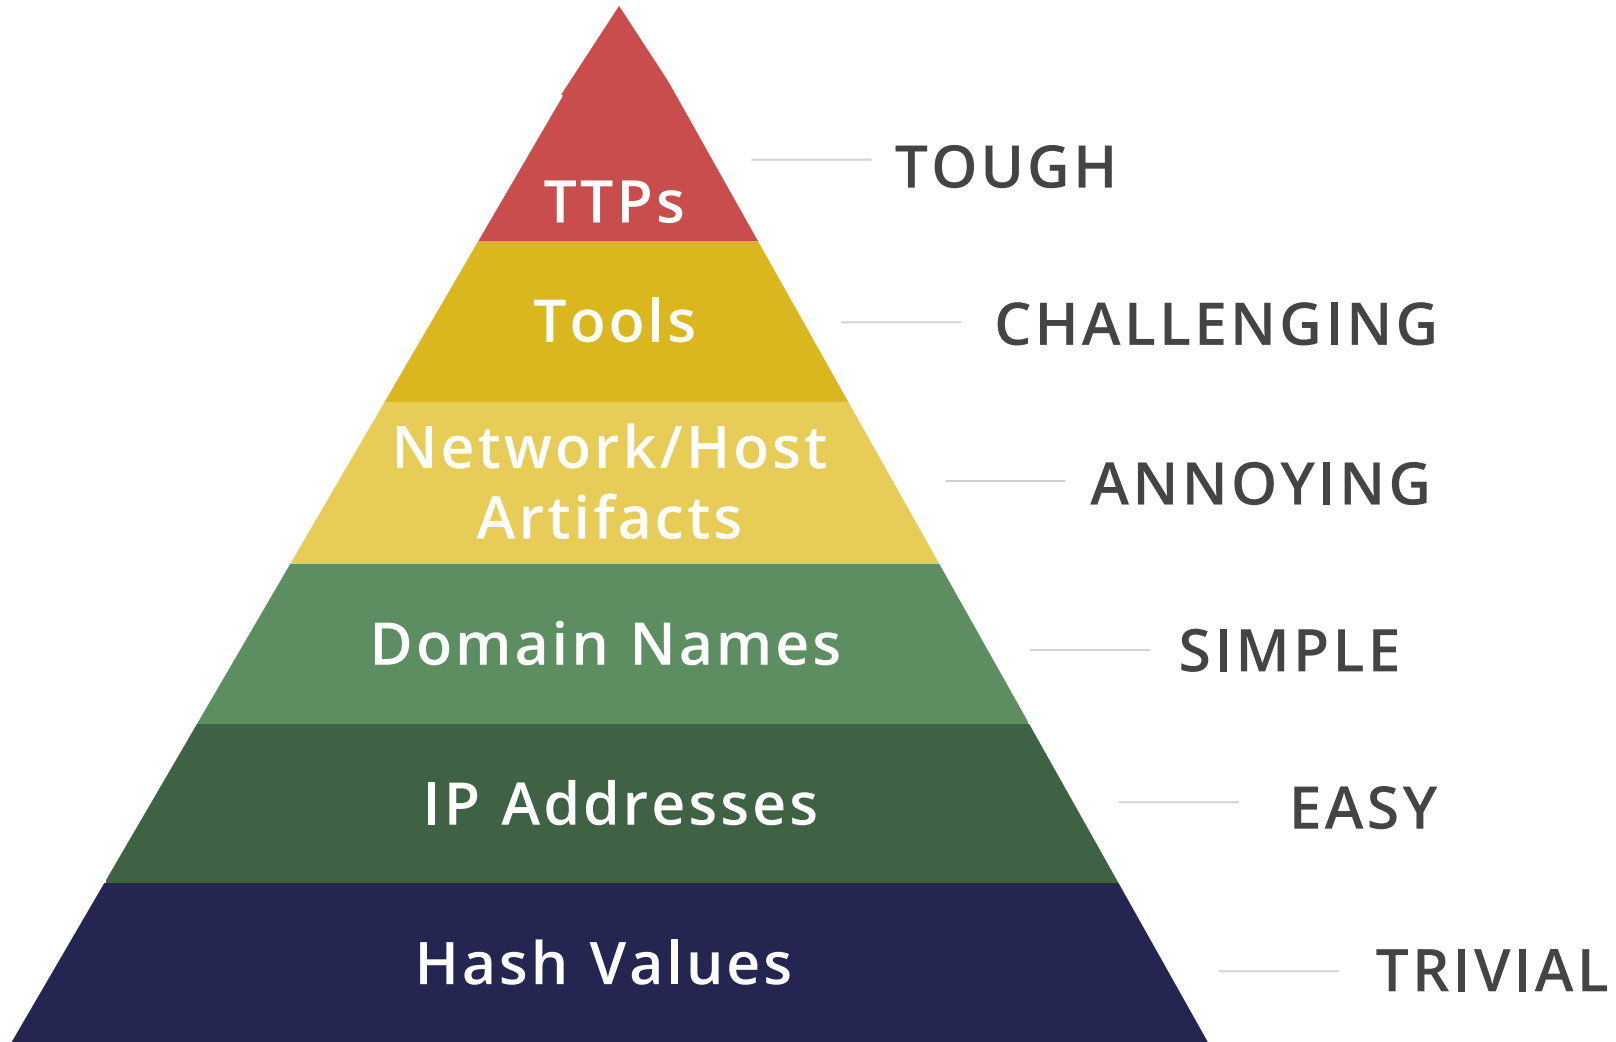 TTPs
TOUGH
Tools
CHALLENGING
Network/Host
Artifacts
ANNOYING
Domain Names
SIMPLE
IP Addresses
EASY
Hash Values
TRIVIAL